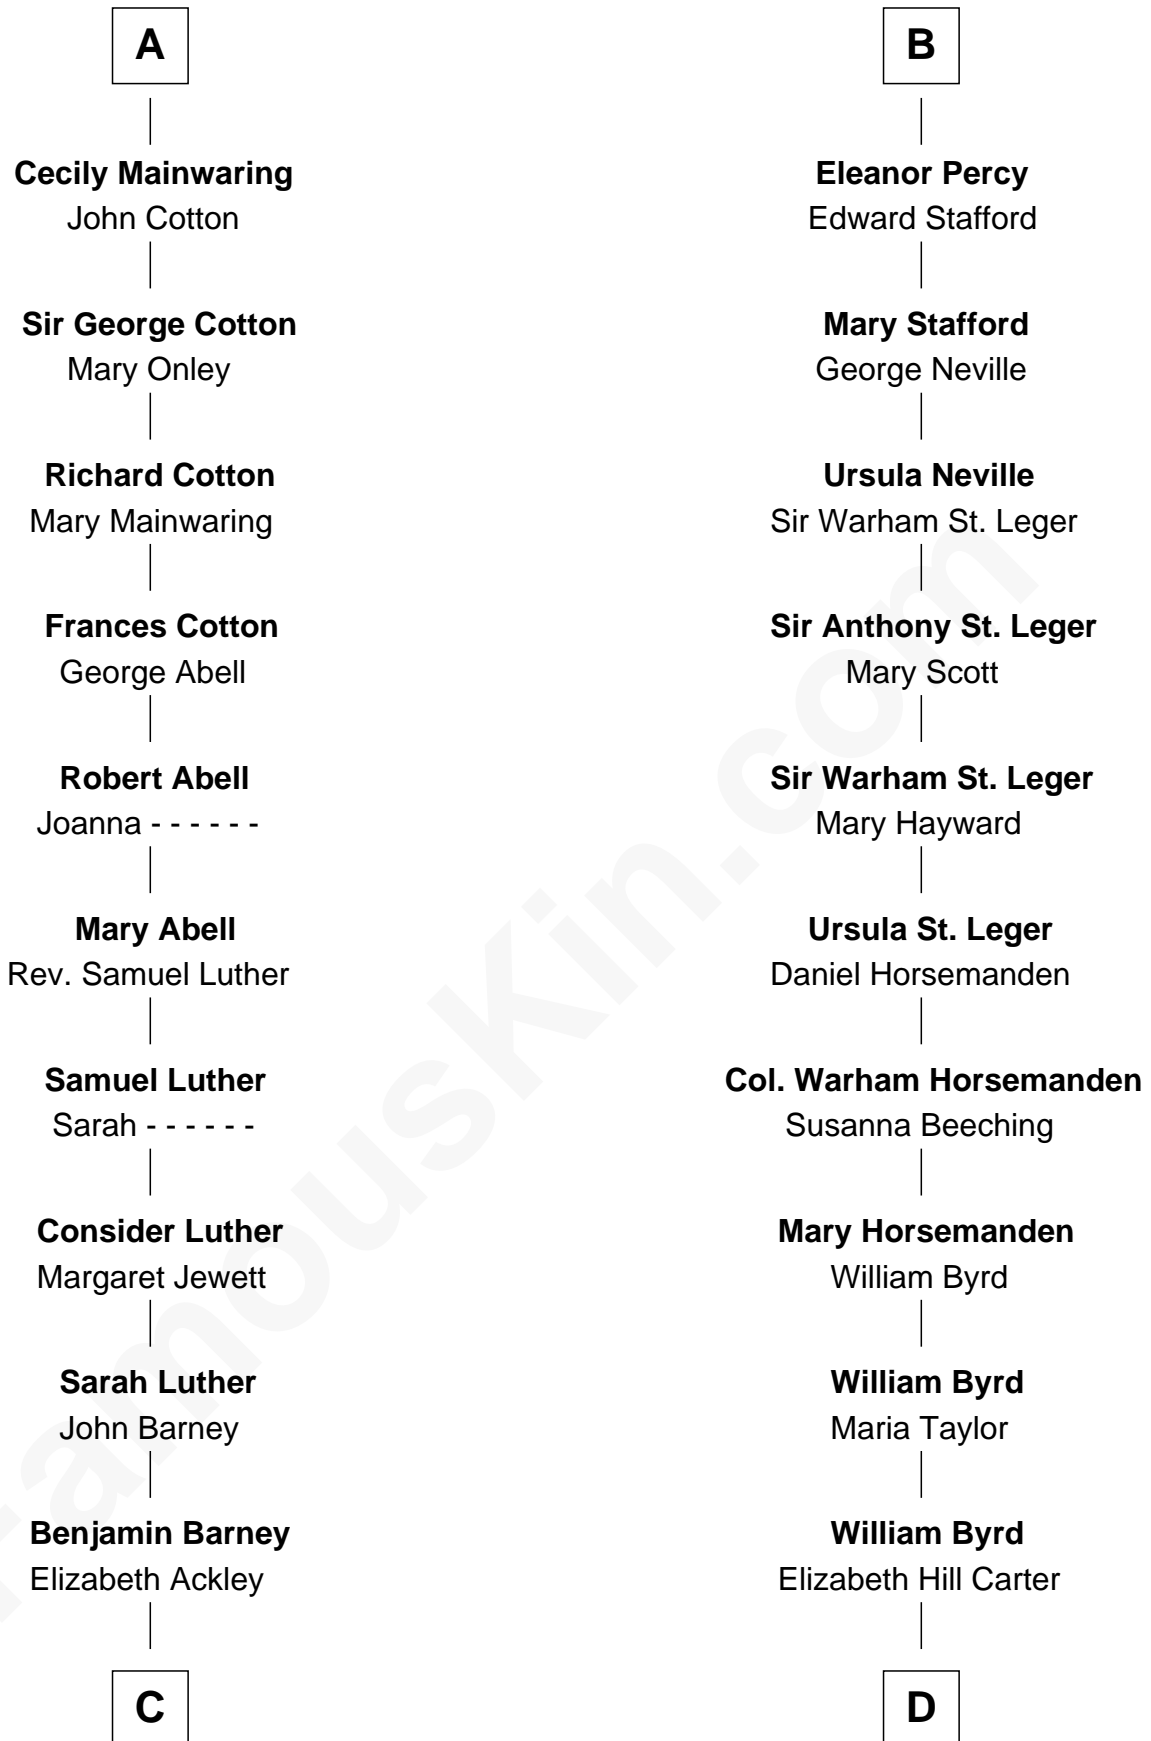 A
Cecily Mainwaring
John Cotton
Sir George Cotton
Mary Onley
Richard Cotton
Mary Mainwaring
Frances Cotton
George Abell
Robert Abell
Joanna - - - - - -
Mary Abell
Rev. Samuel Luther
Samuel Luther
Sarah - - - - - -
Consider Luther
Margaret Jewett
Sarah Luther
John Barney
Benjamin Barney
Elizabeth Ackley
C
B
Eleanor Percy
Edward Stafford
Mary Stafford
George Neville
Ursula Neville
Sir Warham St. Leger
Sir Anthony St. Leger
Mary Scott
Sir Warham St. Leger
Mary Hayward
Ursula St. Leger
Daniel Horsemanden
Col. Warham Horsemanden
Susanna Beeching
Mary Horsemanden
William Byrd
William Byrd
Maria Taylor
William Byrd
Elizabeth Hill Carter
D
FamousKin.com